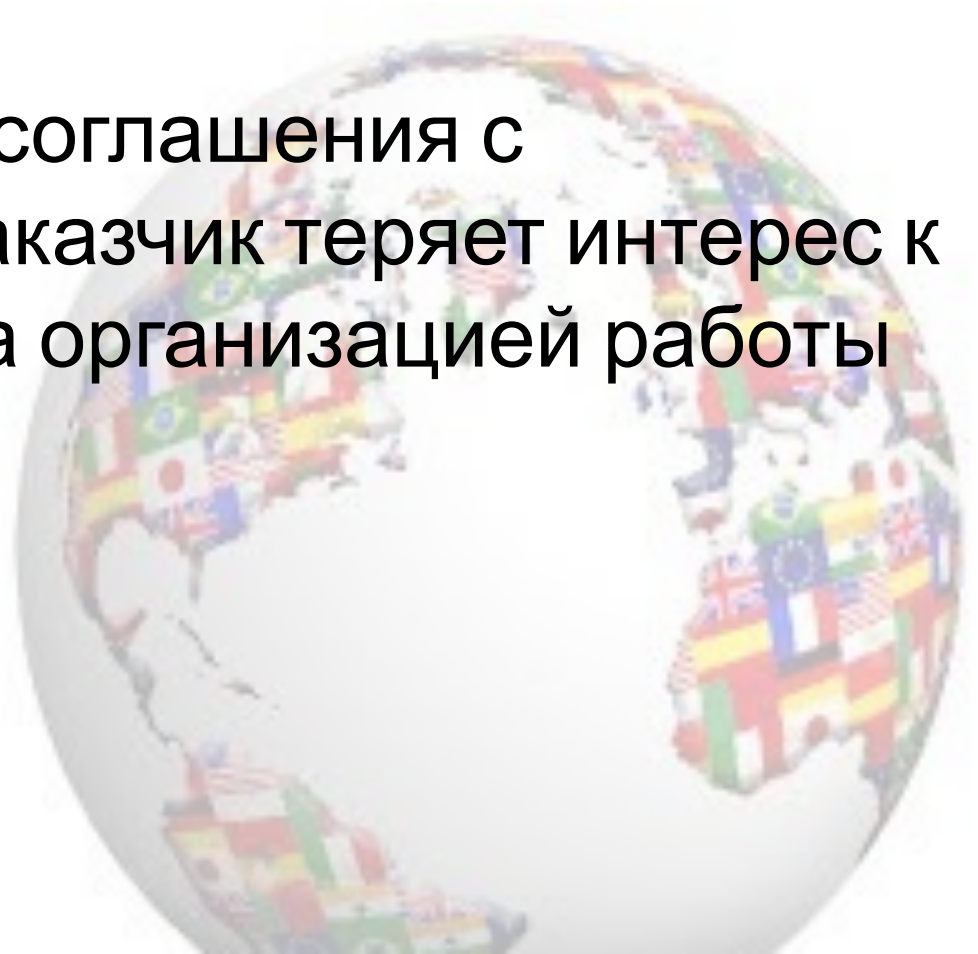 соглашения с
аказчик теряет интерес к
а организацией работы